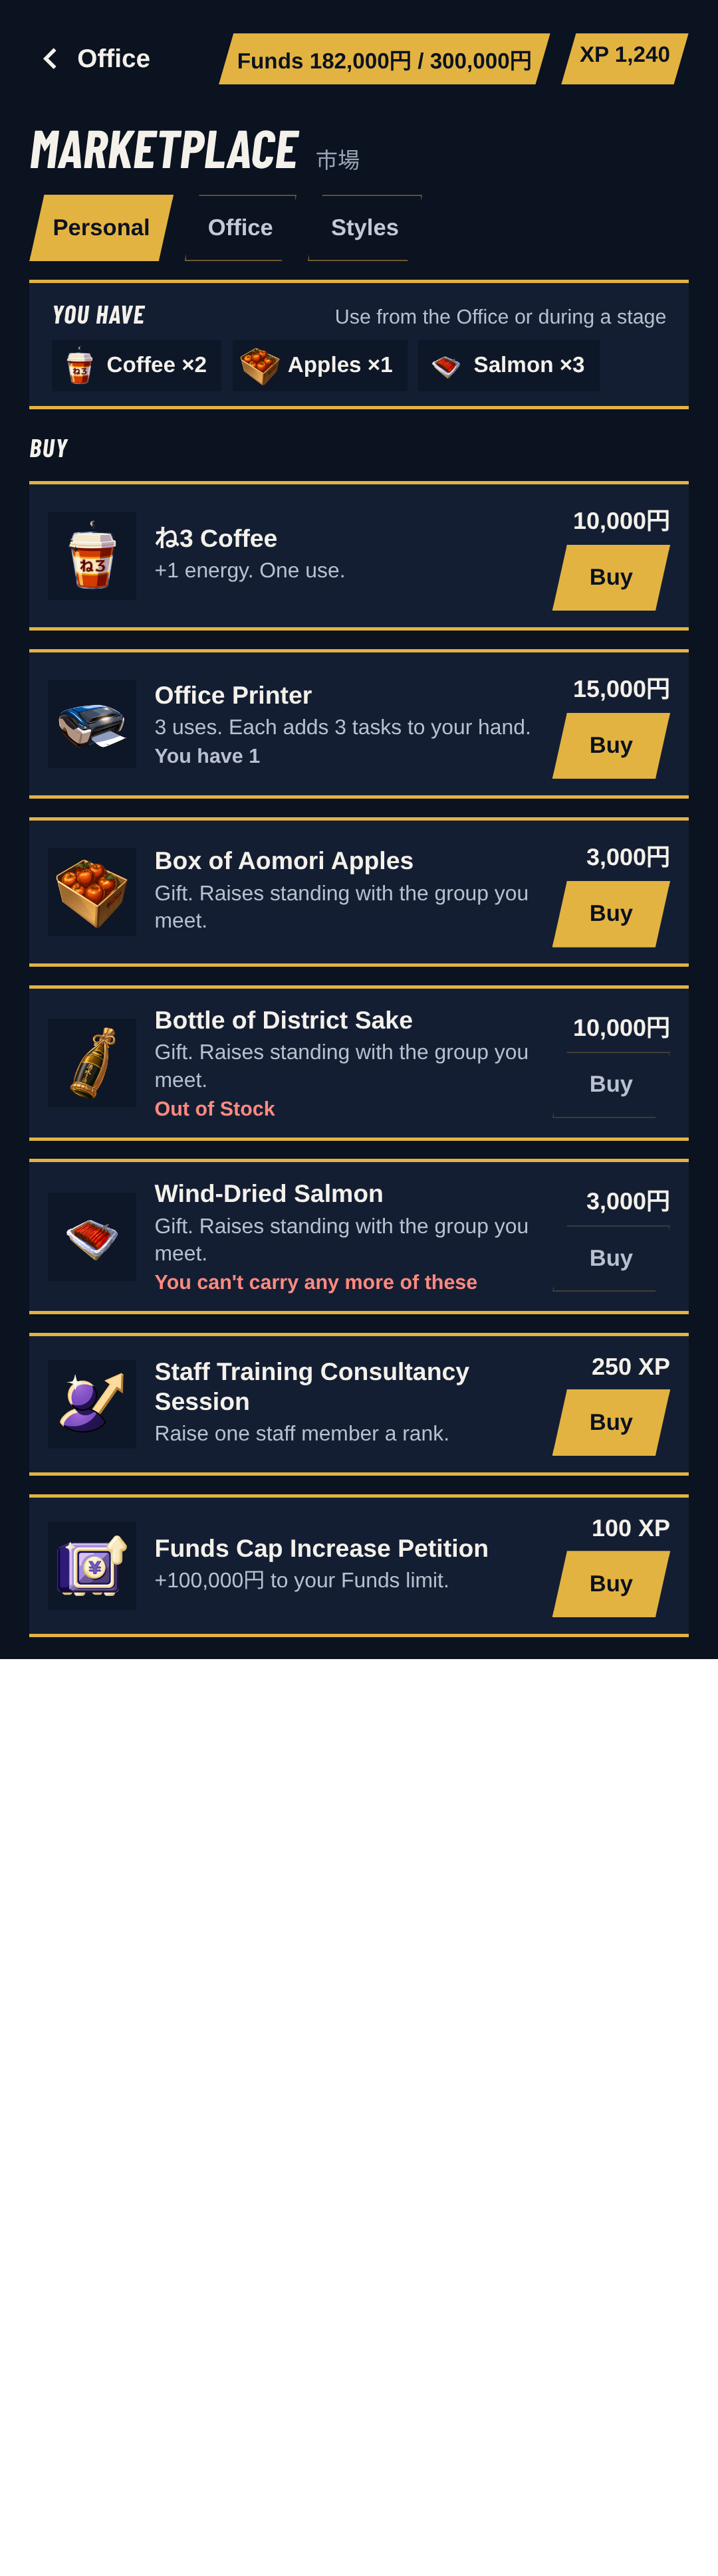 Office
Funds 182,000円 / 300,000円
XP 1,240
MARKETPLACE 市場
Personal
Office
Styles
YOU HAVE
Use from the Office or during a stage
ね3
Coffee ×2
Apples ×1
Salmon ×3
BUY
ね3
ね3 Coffee
+1 energy. One use.
10,000円
Buy
Office Printer
3 uses. Each adds 3 tasks to your hand.
You have 1
15,000円
Buy
Box of Aomori Apples
Gift. Raises standing with the group you
meet.
3,000円
Buy
Bottle of District Sake
Gift. Raises standing with the group you
meet.
Out of Stock
10,000円
Buy
Wind-Dried Salmon
Gift. Raises standing with the group you
meet.
You can't carry any more of these
3,000円
Buy
Staff Training Consultancy
Session
Raise one staff member a rank.
250 XP
Buy
¥
Funds Cap Increase Petition
+100,000円 to your Funds limit.
100 XP
Buy